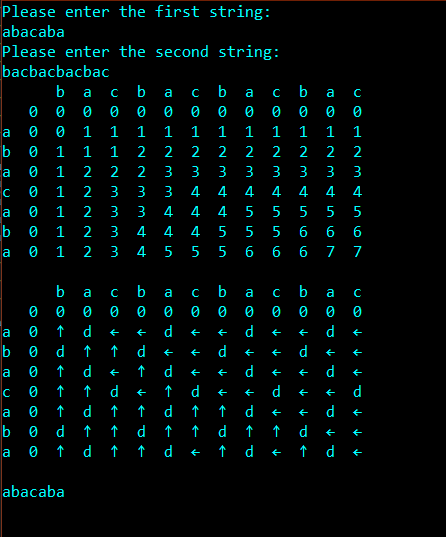 Please enter the first string:
abacaba
Please enter the second string:
bacbacbacbac
b a c b a c b a c b a c
0 0 0 0 0 0 0 0 0 0 0 0 0
a 0 0 1 1 1 1 1 1 1 1 1 1 1
b 0 1 1 1 2 2 2 2 2 2 2 2 2
a 0 1 2 2 2 3 3 3 3 3 3 3 3
c 0 1 2 3 3 3 4 4 4 4 4 4 4
a 0 1 2 3 3 4 4 4 5 5 5 5 5
b 0 1 2 3 4 4 4 5 5 5 6 6 6
a 0 1 2 3 4 5 5 5 6 6 6 7 7
b a c b a c b a c b a c
0 0 0 0 0 0 0 0 0 0 0 0 0
a 0 ↑ d ← ← d ← ← d ← ← d ←
b 0 d ↑ ↑ d ← ← d ← ← d ← ←
a 0 ↑ d ← ↑ d ← ← d ← ← d ←
c 0 ↑ ↑ d ← ↑ d ← ← d ← ← d
a 0 ↑ d ↑ ↑ d ↑ ↑ d ← ← d ←
b 0 d ↑ ↑ d ↑ ↑ d ↑ ↑ d ← ←
a 0 ↑ d ↑ ↑ d ← ↑ d ← ↑ d ←
abacaba